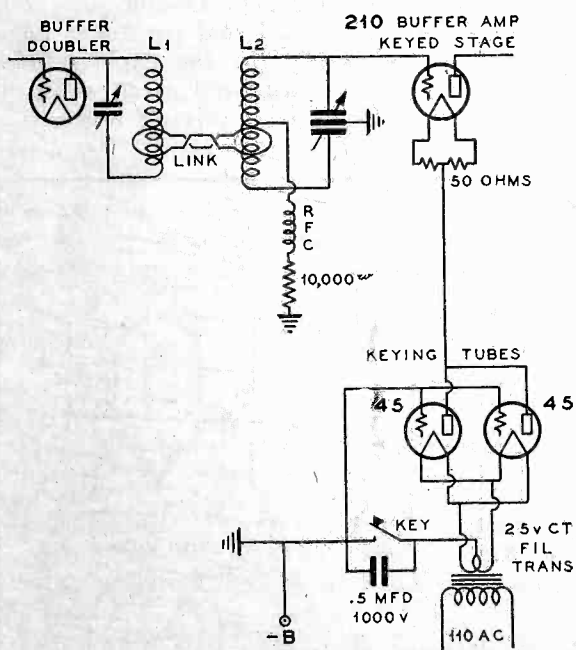 BUFFER
DOUBLER
L1
L2
210 BUFFER AMP
KEYED STAGE
LINK
50 OHMS
RFC
10,000 ω
KEYING TUBES
45
45
KEY
25v CT
FIL
TRANS
.5 MFD
1000 V
-B
110 AC